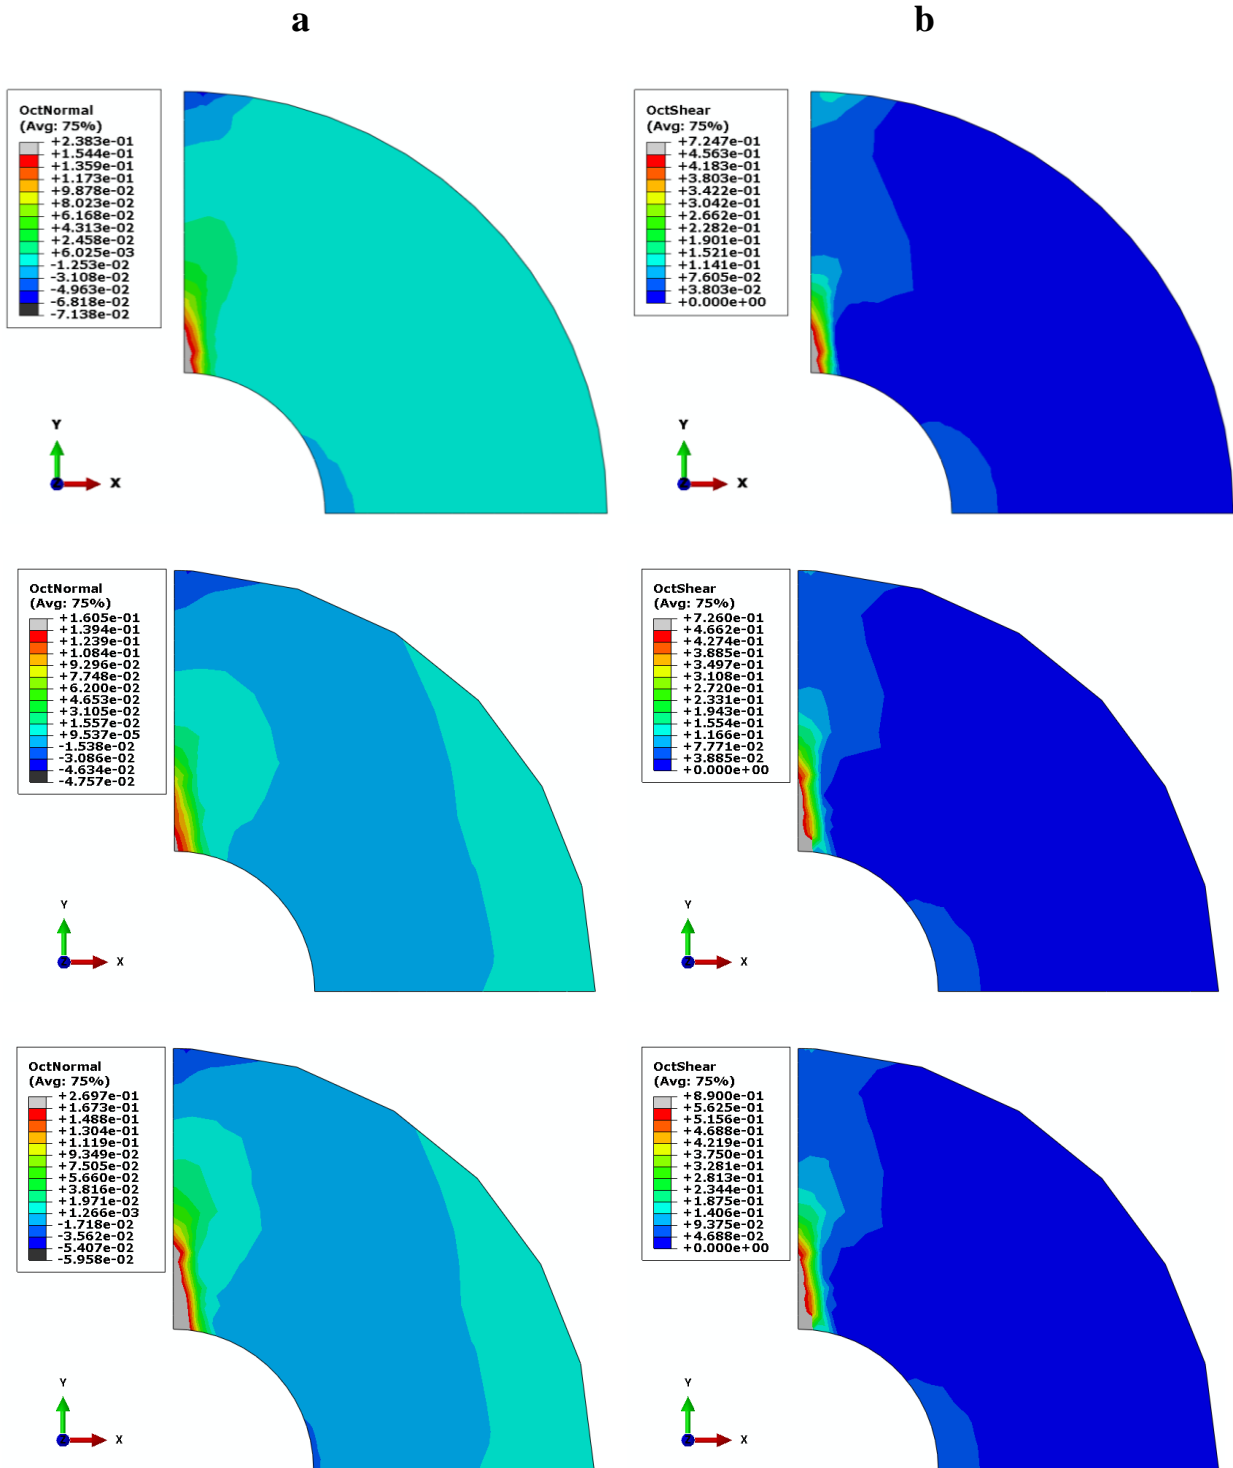 a
b
OctNormal
(Avg: 75%)
+2.383e-01
+1.544e-01
+1.359e-01
+1.173e-01
+9.878e-02
+8.023e-02
+6.168e-02
+4.313e-02
+2.458e-02
+6.025e-03
-1.253e-02
-3.108e-02
-4.963e-02
-6.818e-02
-7.138e-02
Y
Z
X
OctShear
(Avg: 75%)
+7.247e-01
+4.563e-01
+4.183e-01
+3.803e-01
+3.422e-01
+3.042e-01
+2.662e-01
+2.282e-01
+1.901e-01
+1.521e-01
+1.141e-01
+7.605e-02
+3.803e-02
+0.000e+00
Y
Z
X
OctNormal
(Avg: 75%)
+1.605e-01
+1.394e-01
+1.239e-01
+1.084e-01
+9.296e-02
+7.748e-02
+6.200e-02
+4.653e-02
+3.105e-02
+1.557e-02
+9.537e-05
-1.538e-02
-3.086e-02
-4.634e-02
-4.757e-02
Y
Z
X
OctShear
(Avg: 75%)
+7.260e-01
+4.662e-01
+4.274e-01
+3.885e-01
+3.497e-01
+3.108e-01
+2.720e-01
+2.331e-01
+1.943e-01
+1.554e-01
+1.166e-01
+7.771e-02
+3.885e-02
+0.000e+00
Y
Z
X
OctNormal
(Avg: 75%)
+2.697e-01
+1.673e-01
+1.488e-01
+1.304e-01
+1.119e-01
+9.349e-02
+7.505e-02
+5.660e-02
+3.816e-02
+1.971e-02
+1.266e-03
-1.718e-02
-3.562e-02
-5.407e-02
-5.958e-02
Y
Z
X
OctShear
(Avg: 75%)
+8.900e-01
+5.625e-01
+5.156e-01
+4.688e-01
+4.219e-01
+3.750e-01
+3.281e-01
+2.813e-01
+2.344e-01
+1.875e-01
+1.406e-01
+9.375e-02
+4.688e-02
+0.000e+00
Y
Z
X